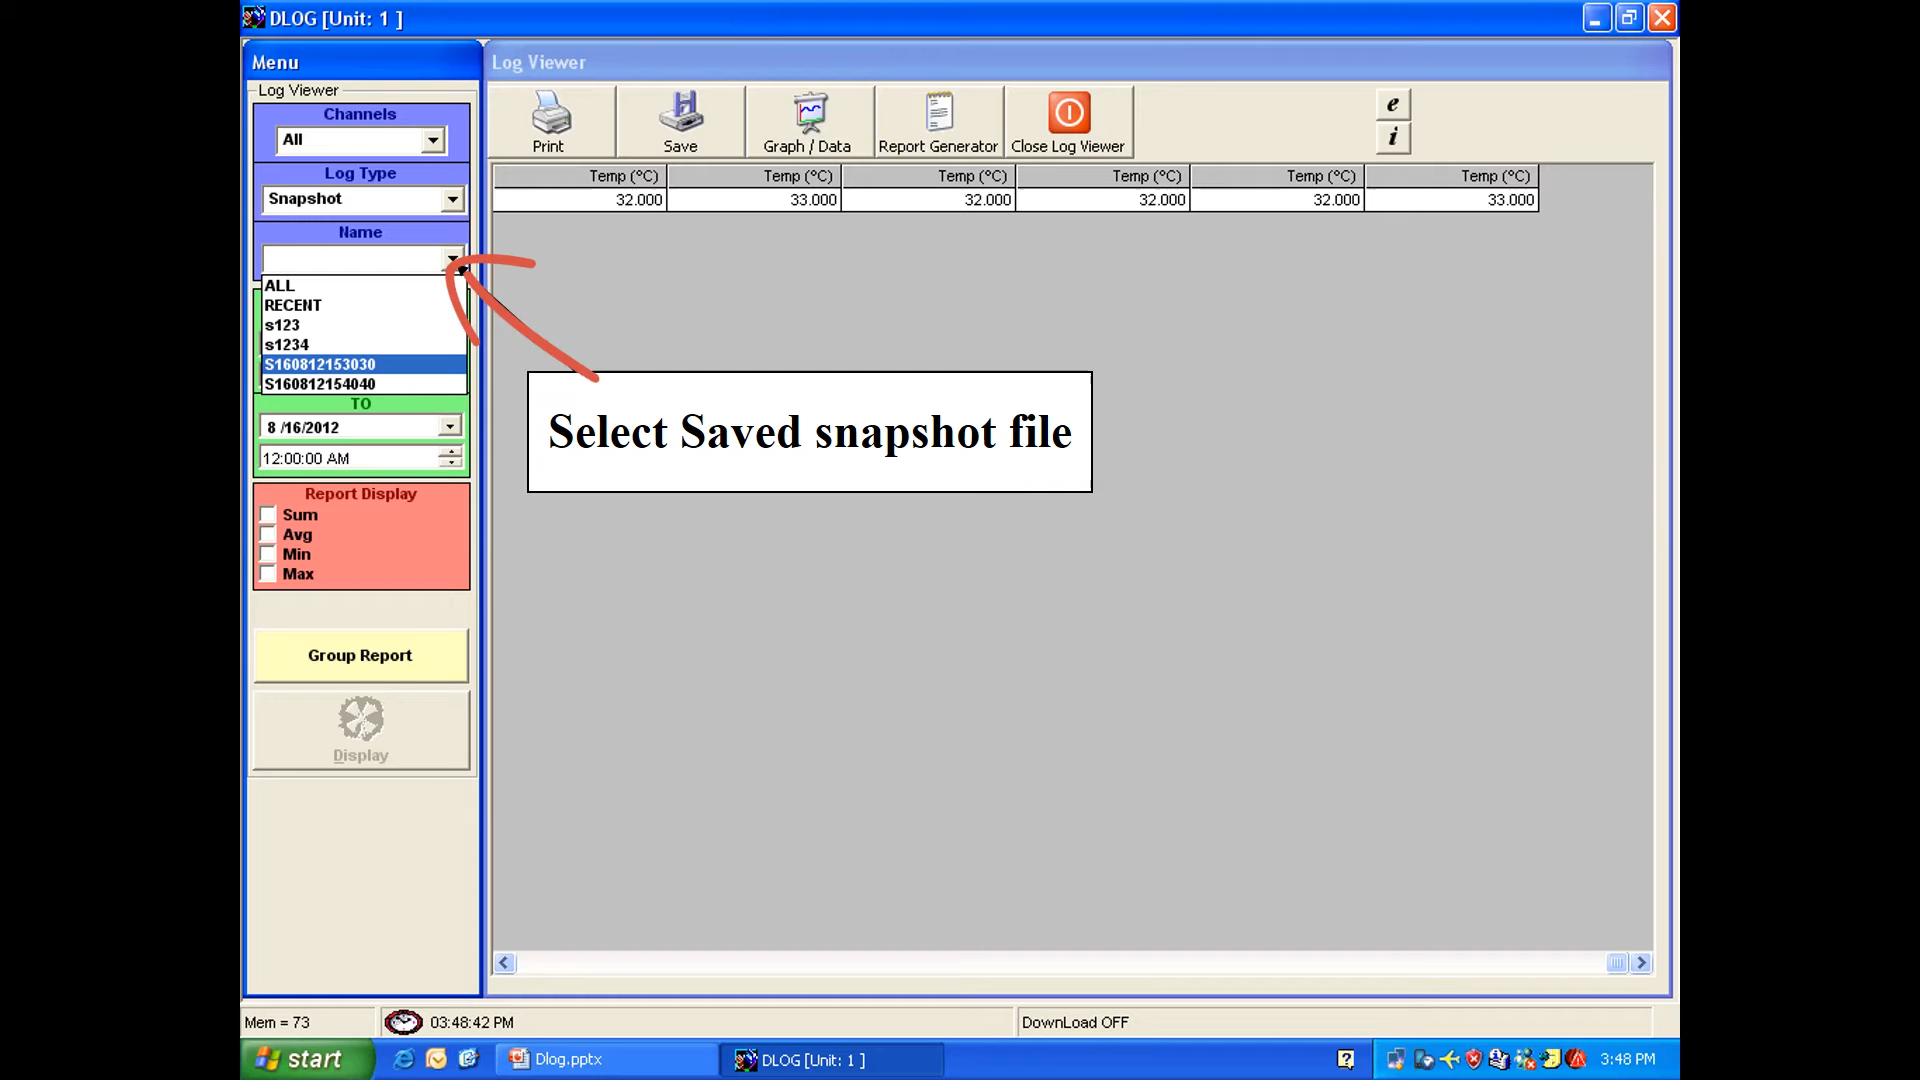 DLOG [Unit: 1 ]
Menu
Log Viewer
Channels
All
Log Type
Snapshot
Name
ALL
RECENT
s123
s1234
S160812153030
S160812154040
TO
8 /16/2012
12:00:00 AM
Report Display
Sum
Avg
Min
Max
Group Report
Display
Log Viewer
Print
Save
Graph / Data
Report Generator
Close Log Viewer
e
i
Temp (°C) Temp (°C) Temp (°C) Temp (°C) Temp (°C) Temp (°C)
32.000 33.000 32.000 32.000 32.000 33.000
Select Saved snapshot file
Mem = 73
03:48:42 PM
DownLoad OFF
start
Dlog.pptx
DLOG [Unit: 1 ]
3:48 PM